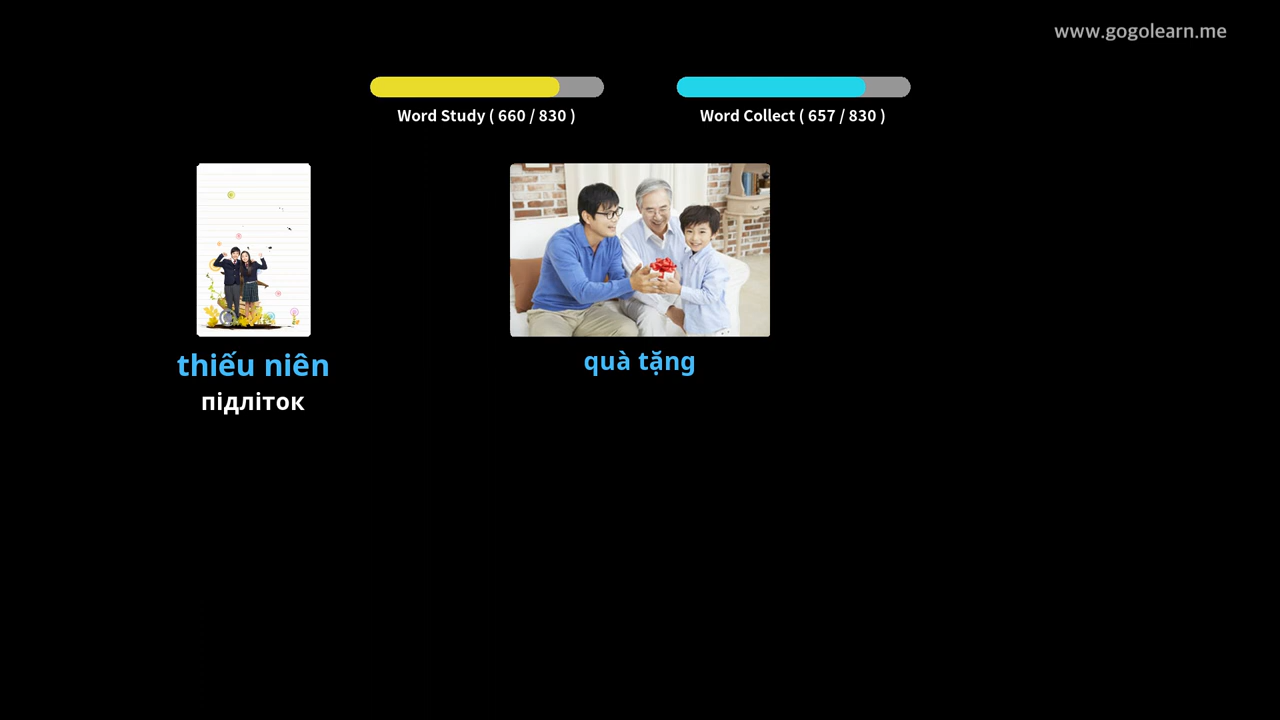 www.gogolearn.me
Word Study ( 660 / 830 )
Word Collect ( 657 / 830 )
thiếu niên
підліток
quà tặng